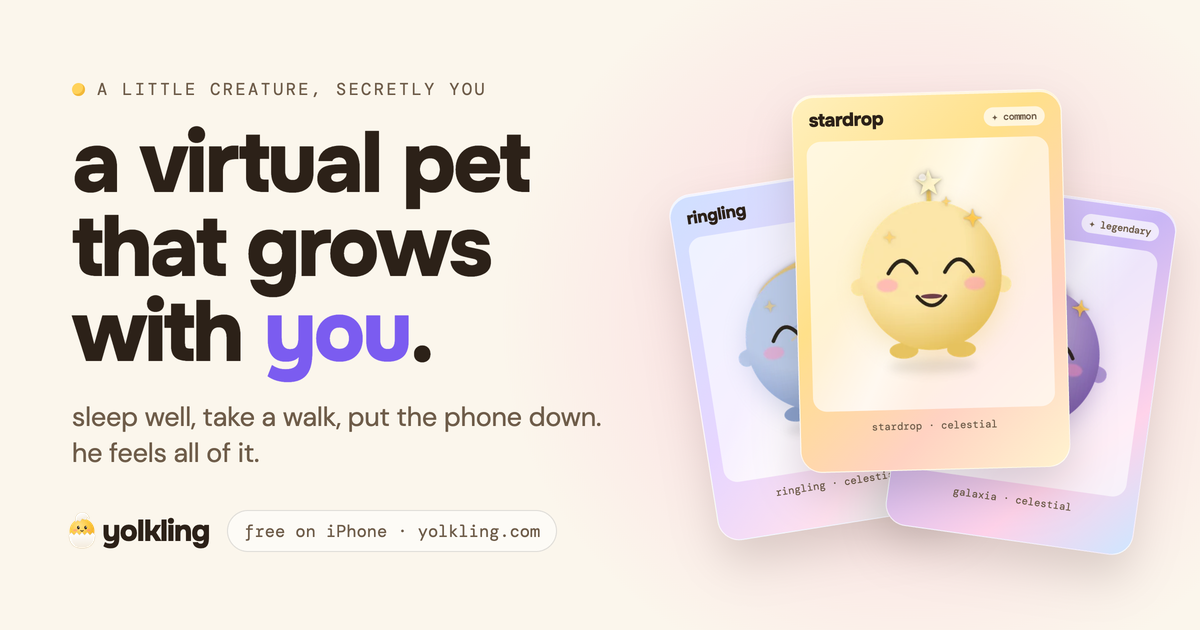 A LITTLE CREATURE, SECRETLY YOU
a virtual pet
that grows
with you.
sleep well, take a walk, put the phone down.
he feels all of it.
yolkling
free on iPhone · yolkling.com
ringling
ringling · celesti
stardrop
✦ common
stardrop · celestial
✦ legendary
galaxia · celestial